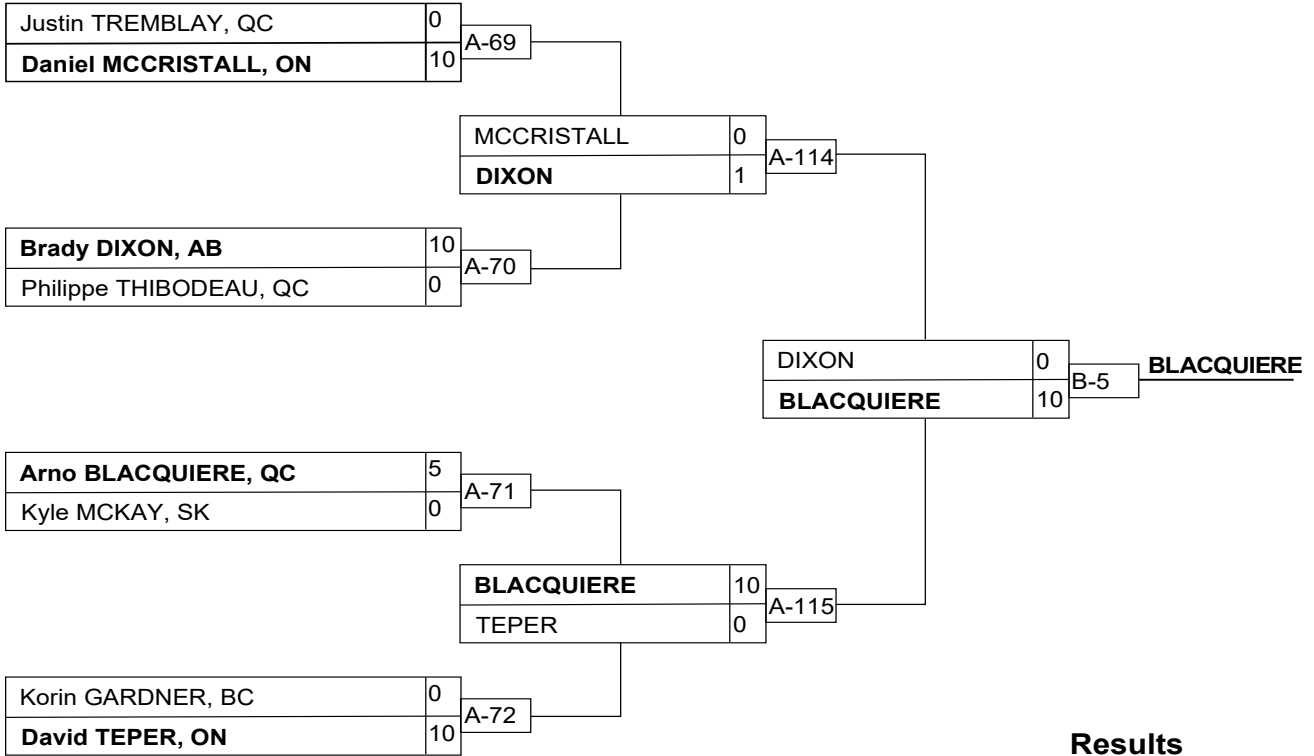 Justin TREMBLAY, QC 0
A-69
Daniel MCCRISTALL, ON 10
MCCRISTALL 0
A-114
DIXON 1
Brady DIXON, AB 10
A-70
Philippe THIBODEAU, QC 0
DIXON 0
B-5 BLACQUIERE
BLACQUIERE 10
Arno BLACQUIERE, QC 5
A-71
Kyle MCKAY, SK 0
BLACQUIERE 10
A-115
TEPER 0
Korin GARDNER, BC 0
A-72
David TEPER, ON 10
Results